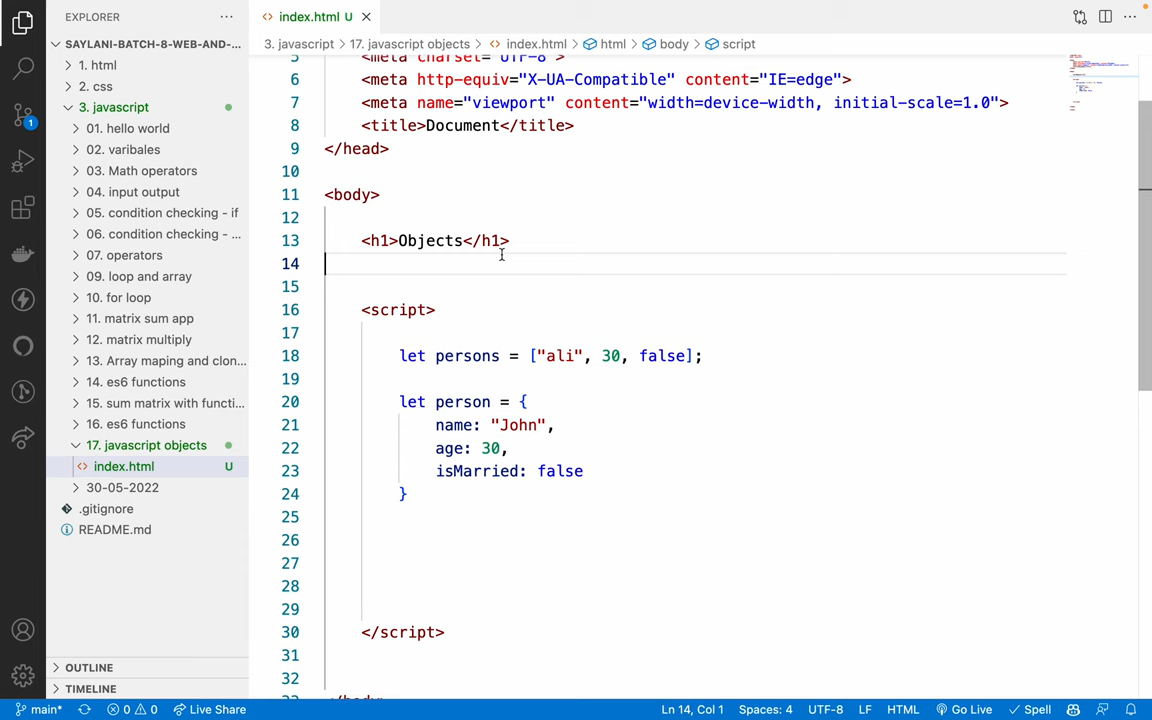 EXPLORER
index.html U
SAYLANI-BATCH-8-WEB-AND-...
3. javascript > 17. javascript objects > index.html > html > body > script
1. html
2. css
3. javascript
01. hello world
02. varibales
03. Math operators
04. input output
05. condition checking - if
06. condition checking - ...
07. operators
09. loop and array
10. for loop
11. matrix sum app
12. matrix multiply
13. Array maping and clon...
14. es6 functions
15. sum matrix with functi...
16. es6 functions
17. javascript objects
index.html U
30-05-2022
.gitignore
README.md
OUTLINE
TIMELINE
1
5 <meta charset="UTF-8">
6 <meta http-equiv="X-UA-Compatible" content="IE=edge">
7 <meta name="viewport" content="width=device-width, initial-scale=1.0">
8 <title>Document</title>
9 </head>
10
11 <body>
12
13 <h1>Objects</h1>
14
15
16 <script>
17
18 let persons = ["ali", 30, false];
19
20 let person = {
21 name: "John",
22 age: 30,
23 isMarried: false
24 }
25
26
27
28
29
30 </script>
31
32
33 </body>
main* 0 0 Live Share Ln 14, Col 1 Spaces: 4 UTF-8 LF HTML Go Live Spell